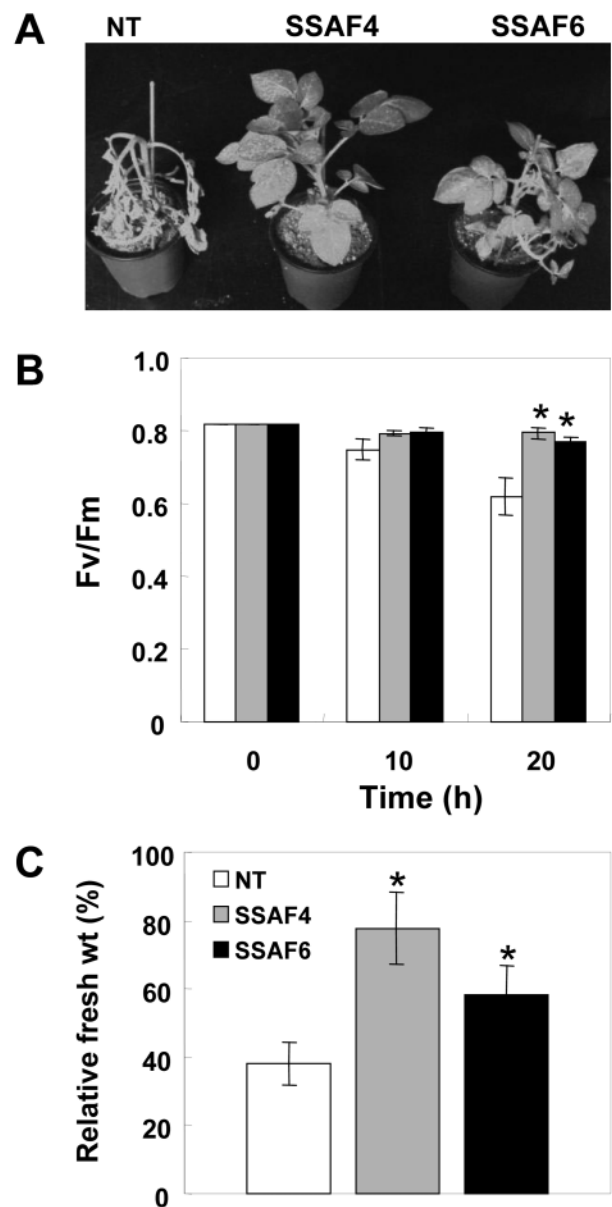 A
NT SSAF4 SSAF6
B
1.0
0.8
0.6
0.4
0.2
0
Fv/Fm
* *
0 10 20
Time (h)
C
100
80
60
40
20
0
Relative fresh wt (%)
NT
SSAF4
SSAF6
* *